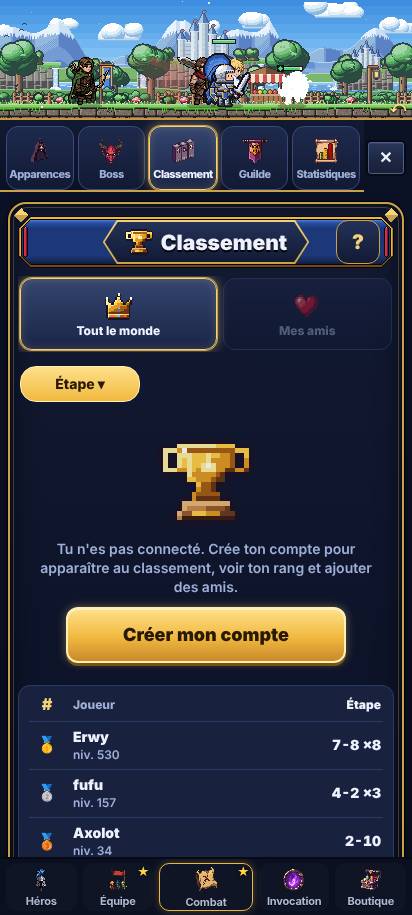 Apparences
Boss
Classement
Guilde
Statistiques
×
Classement
?
Tout le monde
Mes amis
Étape ▾
Tu n'es pas connecté. Crée ton compte pour
apparaître au classement, voir ton rang et ajouter
des amis.
Créer mon compte
# Joueur Étape
Erwy 7-8 ×8
niv. 530
fufu 4-2 ×3
niv. 157
Axolot 2-10
niv. 34
Héros
Équipe
Combat
Invocation
Boutique